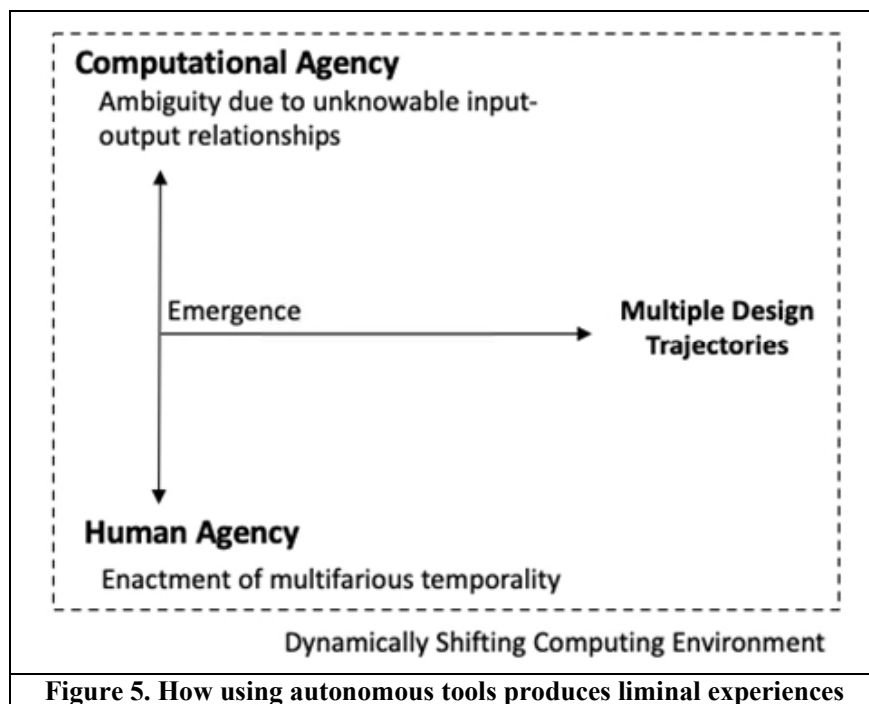 Computational Agency
Ambiguity due to unknowable input-
output relationships
Emergence
Multiple Design
Trajectories
Human Agency
Enactment of multifarious temporality
Dynamically Shifting Computing Environment
Figure 5. How using autonomous tools produces liminal experiences